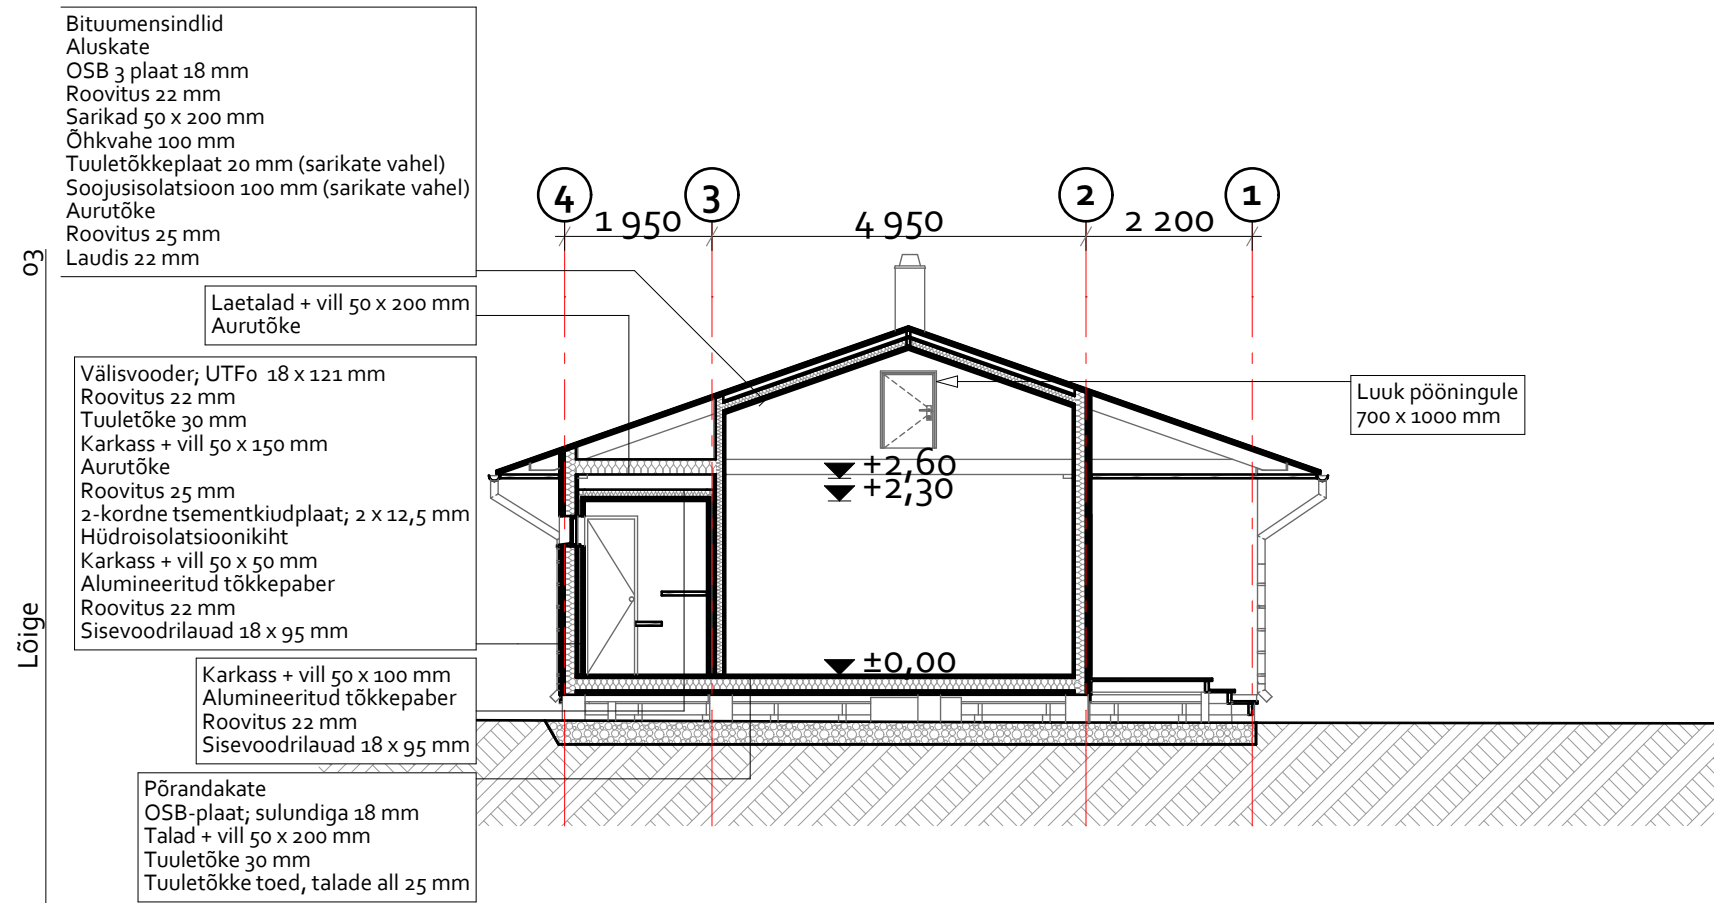 Bituumensindlid
Aluskate
OSB 3 plaat 18 mm
Roovitus 22 mm
Sarikad 50 x 200 mm
Õhkvahe 100 mm
Tuuletõkkeplaat 20 mm (sarikate vahel)
Soojusisolatsioon 100 mm (sarikate vahel)
Aurutõke
Roovitus 25 mm
Laudis 22 mm
4
3
2
1
1 950
4 950
2 200
03
Lõige
Laetalad + vill 50 x 200 mm
Aurutõke
Välisvooder; UTF0 18 x 121 mm
Roovitus 22 mm
Tuuletõke 30 mm
Karkass + vill 50 x 150 mm
Aurutõke
Roovitus 25 mm
2-kordne tsementkiudplaat; 2 x 12,5 mm
Hüdroisolatsioonikiht
Karkass + vill 50 x 50 mm
Alumineeritud tõkkepaber
Roovitus 22 mm
Sisevoodrilauad 18 x 95 mm
Luuk pööningule
700 x 1000 mm
+2,60
+2,30
±0,00
Karkass + vill 50 x 100 mm
Alumineeritud tõkkepaber
Roovitus 22 mm
Sisevoodrilauad 18 x 95 mm
Põrandakate
OSB-plaat; sulundiga 18 mm
Talad + vill 50 x 200 mm
Tuuletõke 30 mm
Tuuletõkke toed, talade all 25 mm